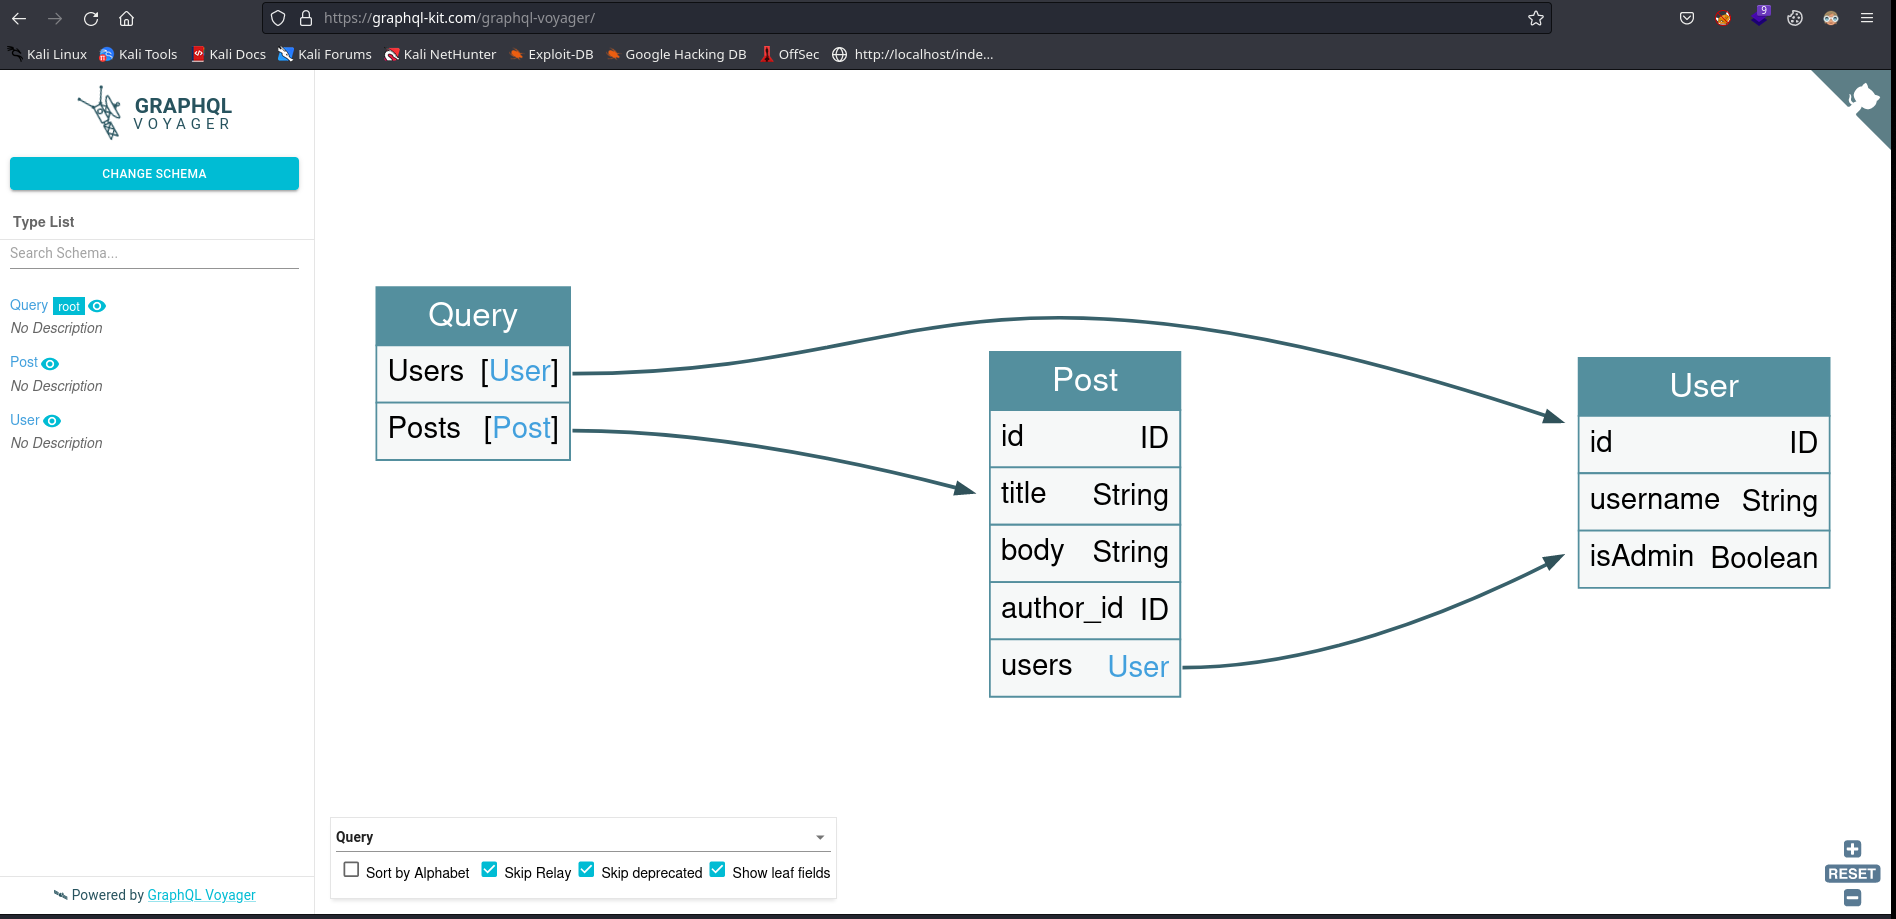 https://graphql-kit.com/graphql-voyager/
9
Kali Linux Kali Tools Kali Docs Kali Forums Kali NetHunter Exploit-DB Google Hacking DB OffSec http://localhost/inde...
GRAPHQL
VOYAGER
CHANGE SCHEMA
Type List
Search Schema...
Query root
No Description
Post
No Description
User
No Description
Powered by GraphQL Voyager
Query
Users [User]
Posts [Post]
Post
id ID
title String
body String
author_id ID
users User
User
id ID
username String
isAdmin Boolean
Query
Sort by Alphabet Skip Relay Skip deprecated Show leaf fields
RESET